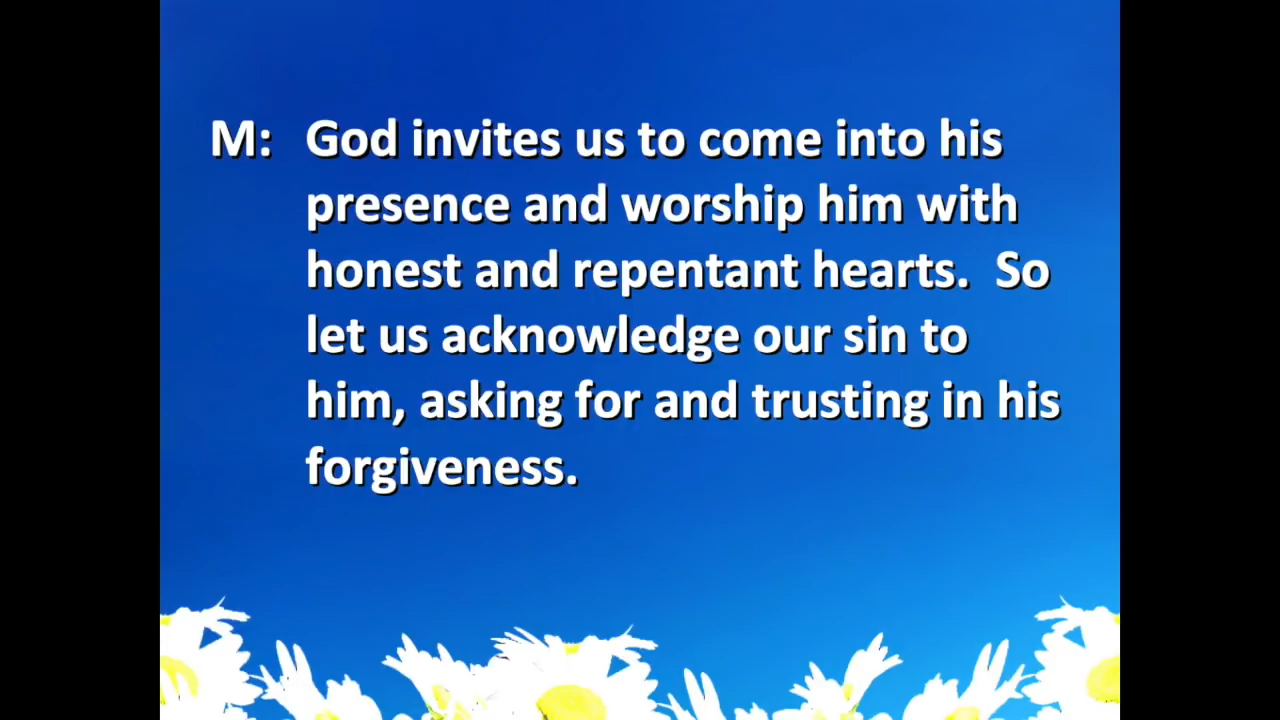 M: God invites us to come into his
presence and worship him with
honest and repentant hearts.  So
let us acknowledge our sin to
him, asking for and trusting in his
forgiveness.